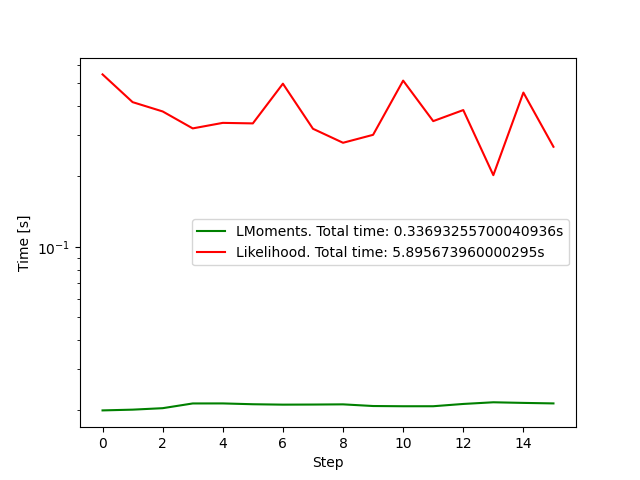 Time [s]
10⁻¹
LMoments. Total time: 0.33693255700040936s
Likelihood. Total time: 5.895673960000295s
0 2 4 6 8 10 12 14
Step